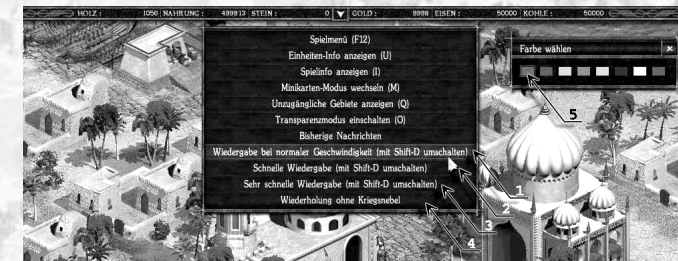 HOLZ : 1056 NAHRUNG : 499913 STEIN : 0 GOLD : 9998 EISEN : 50000 KOHLE : 50000
Spielmenü (F12)
Einheiten-Info anzeigen (U)
Spielinfo anzeigen (I)
Minikarten-Modus wechseln (M)
Unzugängliche Gebiete anzeigen (Q)
Transparenzmodus einschalten (O)
Bisherige Nachrichten
Wiedergabe bei normaler Geschwindigkeit (mit Shift-D umschalten)
Schnelle Wiedergabe (mit Shift-D umschalten)
Sehr schnelle Wiedergabe (mit Shift-D umschalten)
Wiederholung ohne Kriegsnebel
Farbe wählen ×
5
1
2
3
4